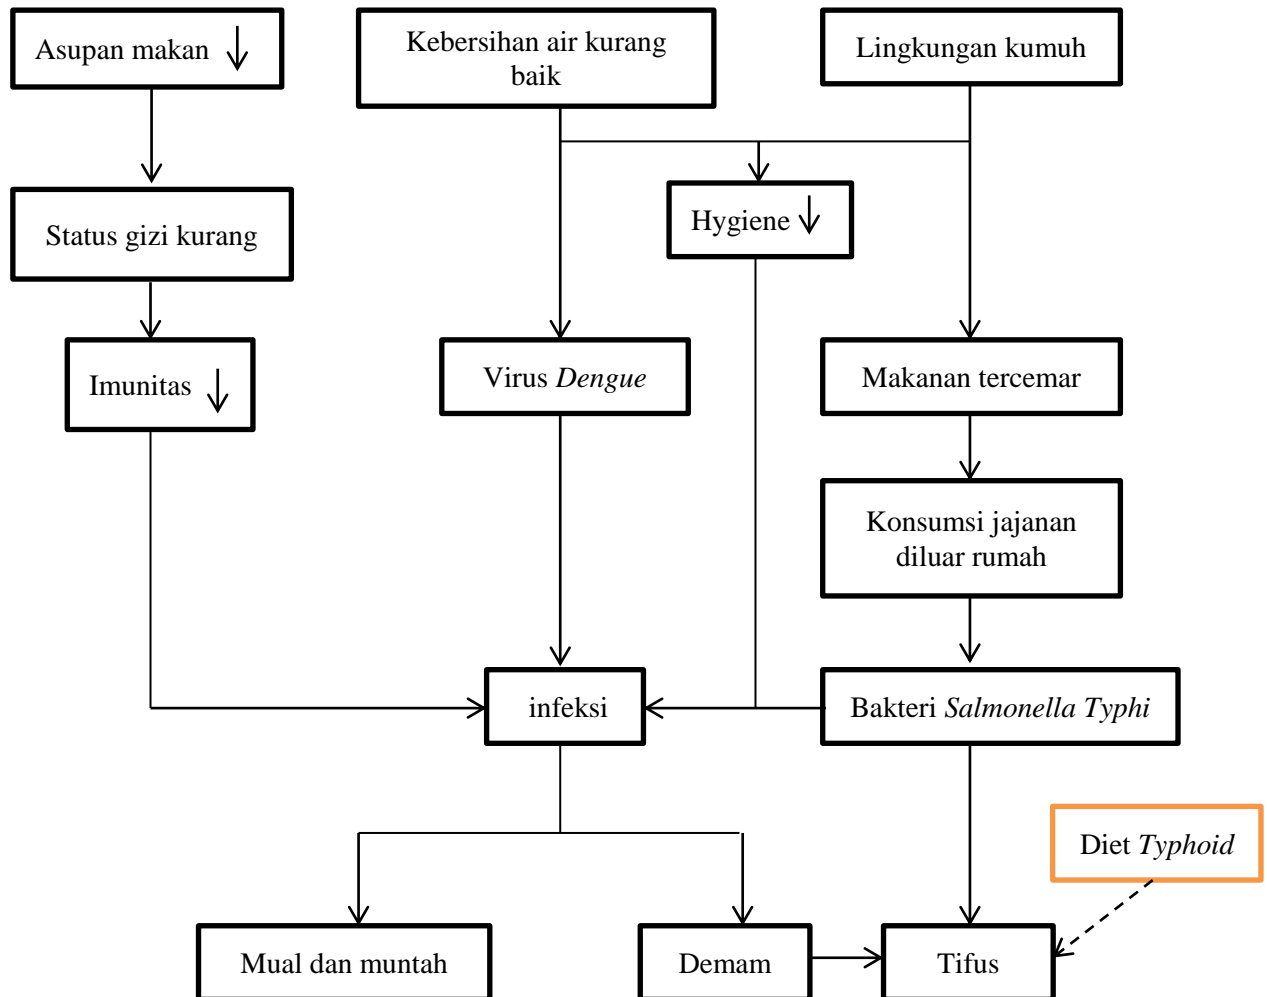 Asupan makan
Kebersihan air kurang
baik
Lingkungan kumuh
Status gizi kurang
Hygiene
Imunitas
Virus Dengue
Makanan tercemar
Konsumsi jajanan
diluar rumah
infeksi
Bakteri Salmonella Typhi
Diet Typhoid
Mual dan muntah
Demam
Tifus